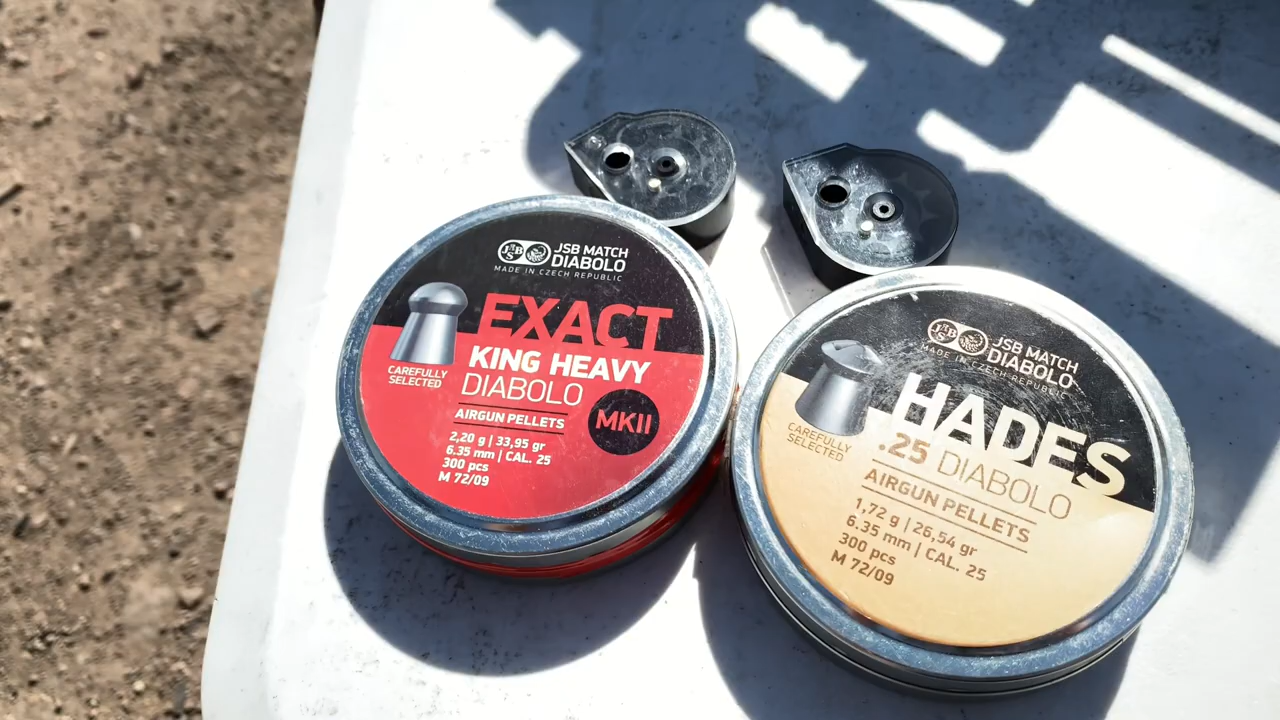 JSB MATCH
DIABOLO
MADE IN CZECH REPUBLIC
EXACT
KING HEAVY
DIABOLO
CAREFULLY
SELECTED
AIRGUN PELLETS
MKII
2,20 g | 33,95 gr
6.35 mm | CAL. 25
300 pcs
M 72/09
JSB MATCH
DIABOLO
MADE IN CZECH REPUBLIC
HADES
.25 DIABOLO
CAREFULLY
SELECTED
AIRGUN PELLETS
1,72 g | 26,54 gr
6.35 mm | CAL. 25
300 pcs
M 72/09